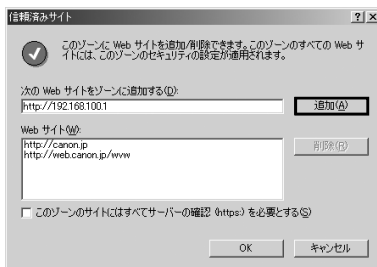 信頼済みサイト
このゾーンに Web サイトを追加/削除できます。このゾーンのすべての Web サ
イトには、このゾーンのセキュリティの設定が適用されます。
次の Web サイトをゾーンに追加する(D):
http://192.168.100.1
追加(A)
Web サイト(W):
http://canon.jp
http://web.canon.jp/wvw
削除(R)
このゾーンのサイトにはすべてサーバーの確認 (https:) を必要とする(S)
OK
キャンセル